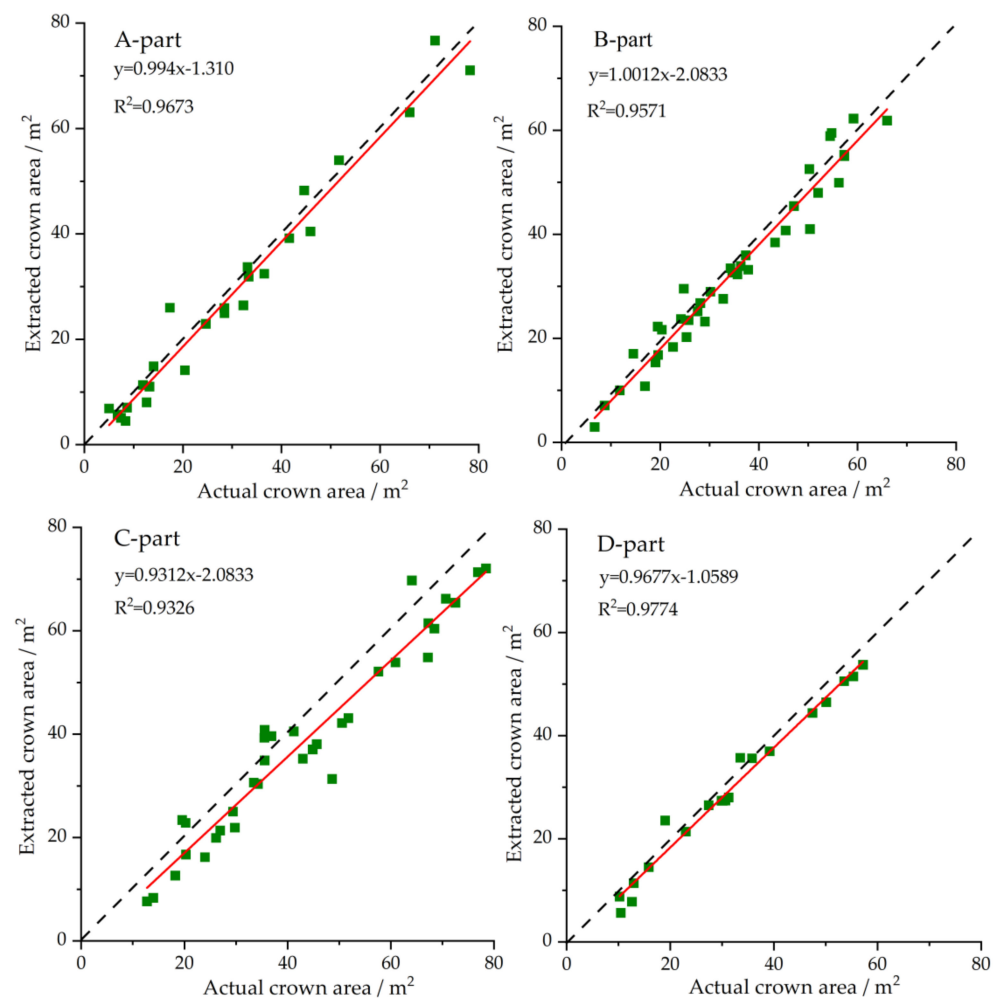 A-part
y=0.994x-1.310
R²=0.9673
Extracted crown area / m²
80
60
40
20
0
0 20 40 60 80
Actual crown area / m²
B-part
y=1.0012x-2.0833
R²=0.9571
Extracted crown area / m²
80
60
40
20
0
0 20 40 60 80
Actual crown area / m²
C-part
y=0.9312x-2.0833
R²=0.9326
Extracted crown area / m²
80
60
40
20
0
0 20 40 60 80
Actual crown area / m²
D-part
y=0.9677x-1.0589
R²=0.9774
Extracted crown area / m²
80
60
40
20
0
0 20 40 60 80
Actual crown area / m²